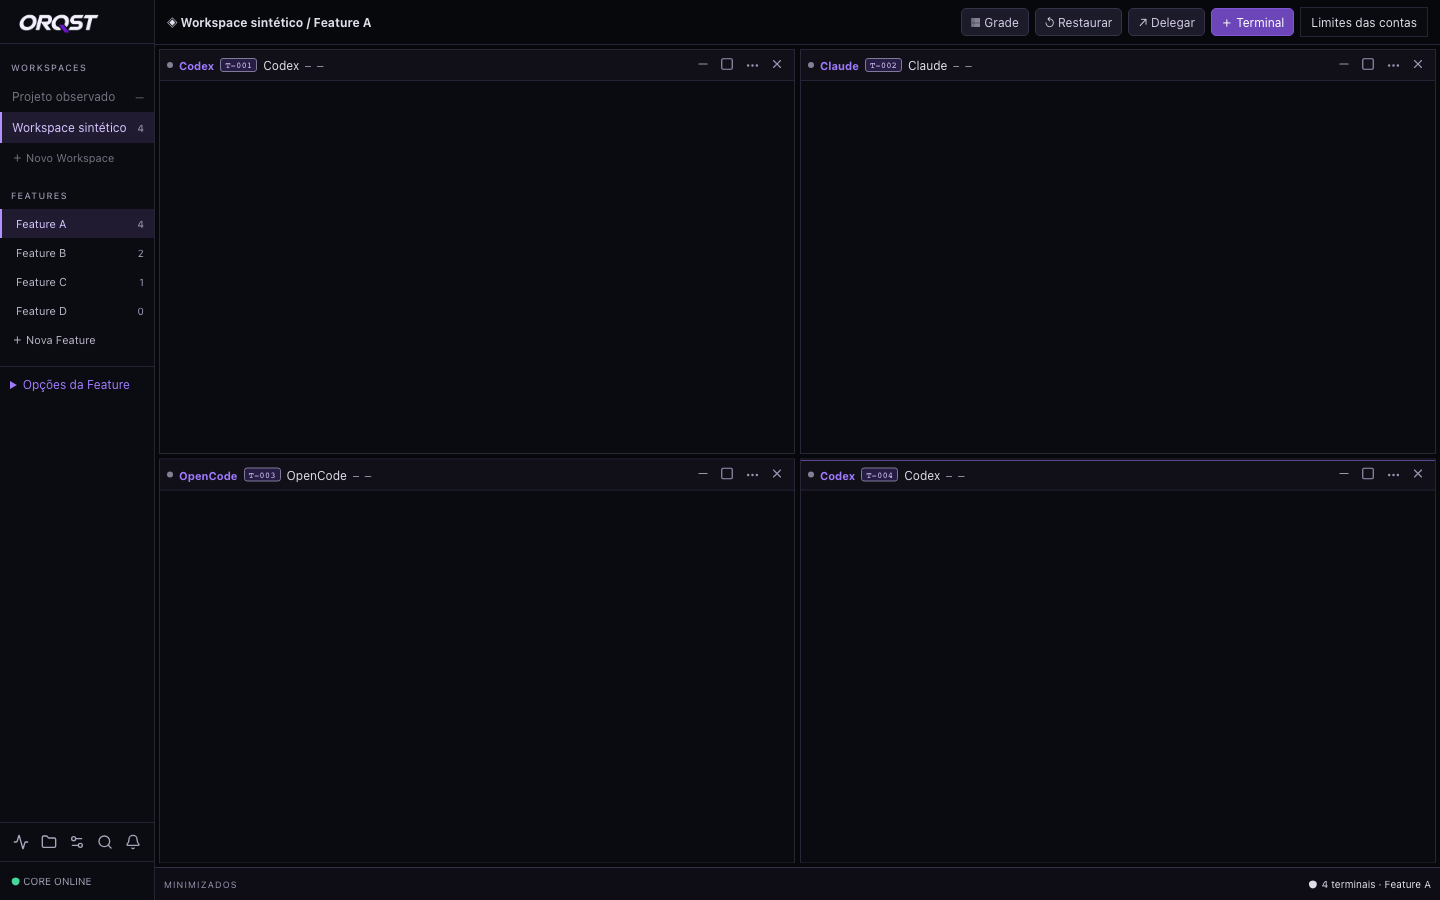 ORQST
◈ Workspace sintético / Feature A
Grade
Restaurar
Delegar
+ Terminal
Limites das contas
WORKSPACES
Projeto observado —
Workspace sintético 4
+ Novo Workspace
FEATURES
Feature A 4
Feature B 2
Feature C 1
Feature D 0
+ Nova Feature
Opções da Feature
CORE ONLINE
Codex T-001 Codex – –
Claude T-002 Claude – –
OpenCode T-003 OpenCode – –
Codex T-004 Codex – –
MINIMIZADOS
4 terminais · Feature A